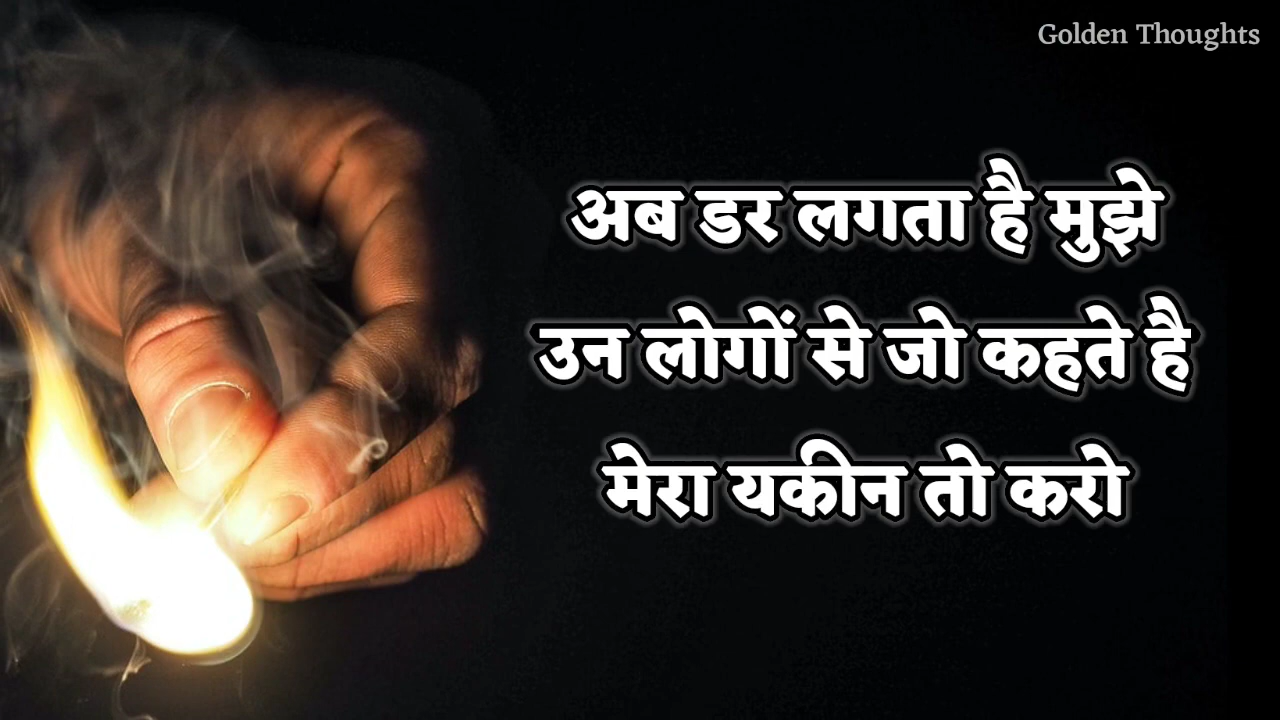 Golden Thoughts
अब डर लगता है मुझे
उन लोगों से जो कहते है
मेरा यकीन तो करो